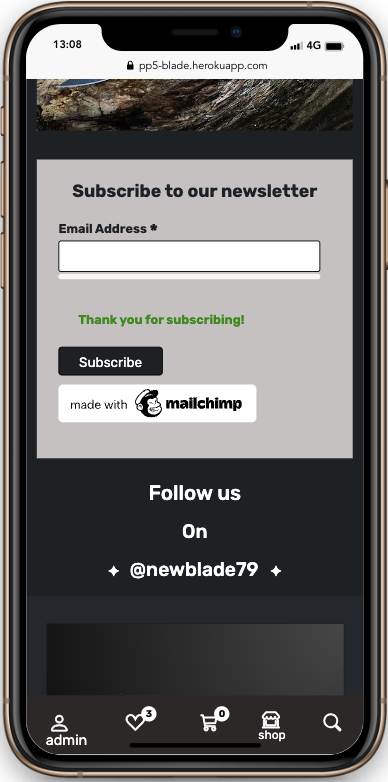 13:08
4G
pp5-blade.herokuapp.com
Subscribe to our newsletter
Email Address *
Thank you for subscribing!
Subscribe
made with mailchimp
Follow us
On
@newblade79
3
0
admin
shop